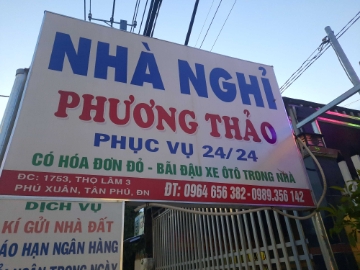 NHÀ NGHỈ
PHƯƠNG THẢO
PHỤC VỤ 24/24
CÓ HÓA ĐƠN ĐỎ - BÃI ĐẬU XE ÔTÔ TRONG NHÀ
ĐC: 1753, THỌ LÂM 3
PHÚ XUÂN, TÂN PHÚ, ĐN
ĐT: 0964 656 382 - 0989.356 142
DỊCH VỤ
KÍ GỬI NHÀ ĐẤT
ÁO HẠN NGÂN HÀNG
TRONG NGÀY